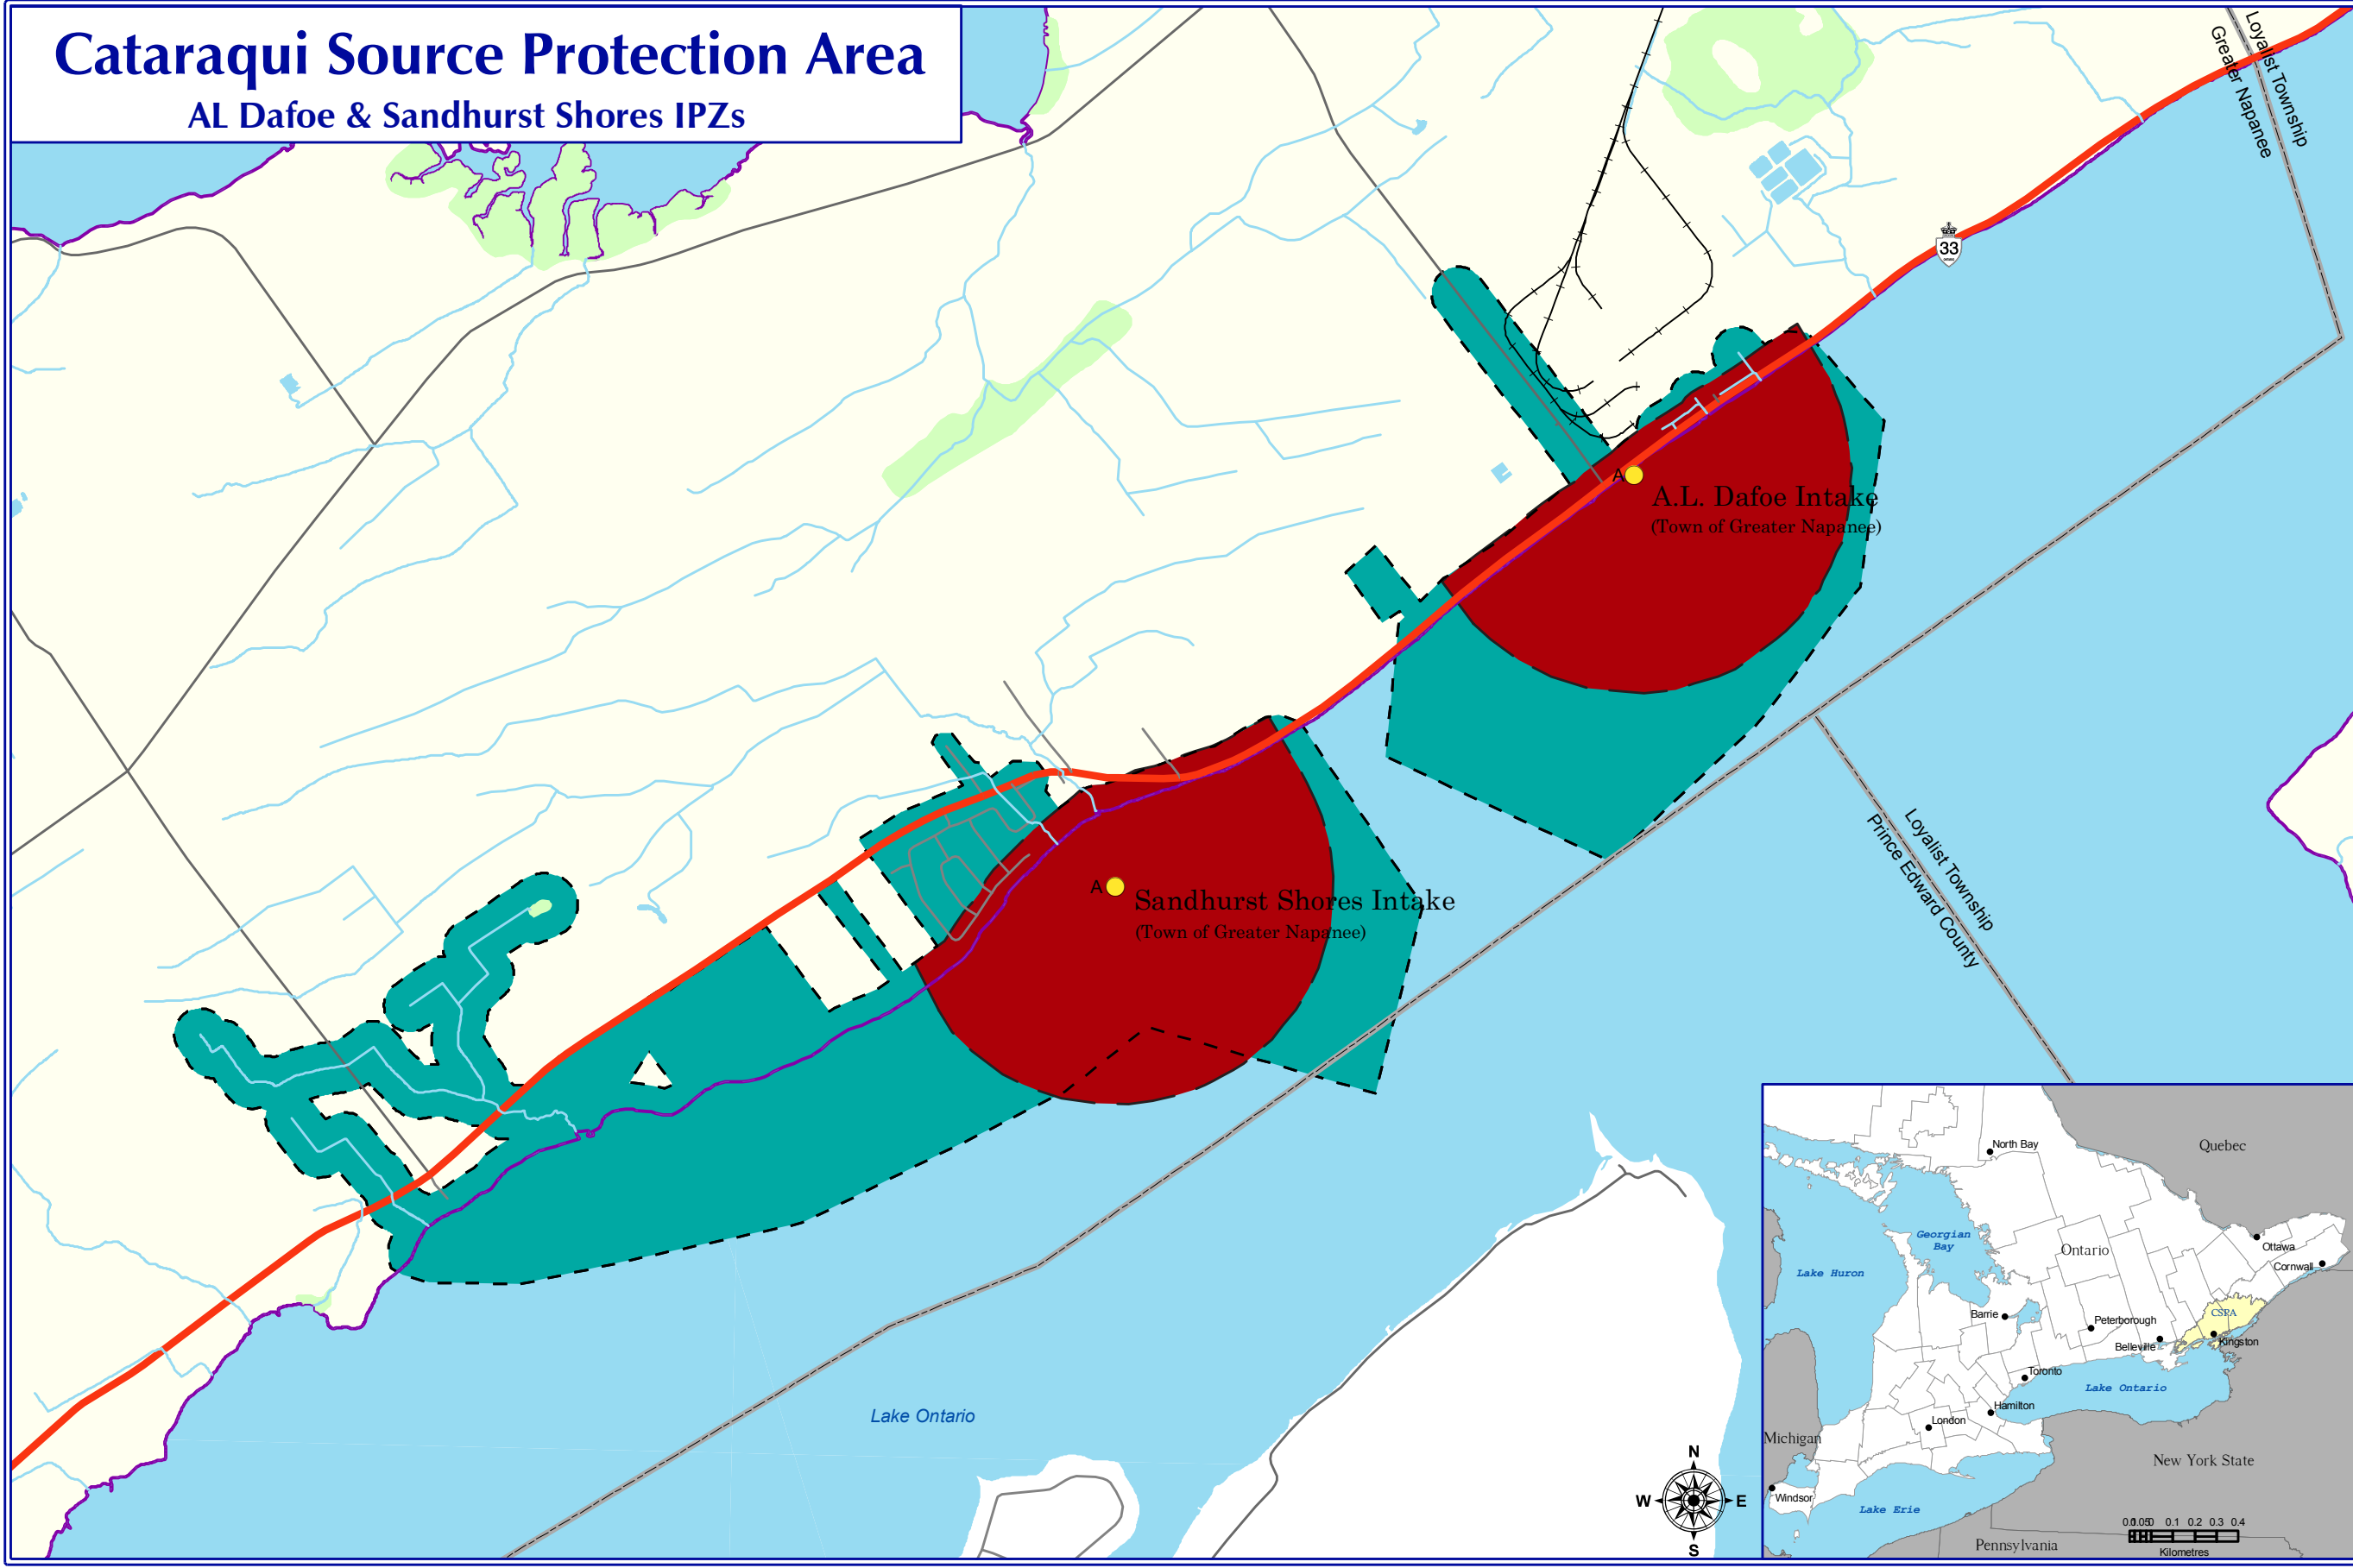 Cataraqui Source Protection Area
AL Dafoe & Sandhurst Shores IPZs
Loyalist Township
Greater Napanee
33
A
A.L. Dafoe Intake
(Town of Greater Napanee)
Loyalist Township
Prince Edward County
A
Sandhurst Shores Intake
(Town of Greater Napanee)
Lake Ontario
N
W
E
S
North Bay
Quebec
Georgian
Bay
Ontario
Ottawa
Lake Huron
Cornwall
CSPA
Barrie
Peterborough
Belleville
Kingston
Toronto
Lake Ontario
Hamilton
London
Michigan
New York State
Windsor
Lake Erie
0.1 0.2 0.3 0.4
Kilometres
Pennsylvania